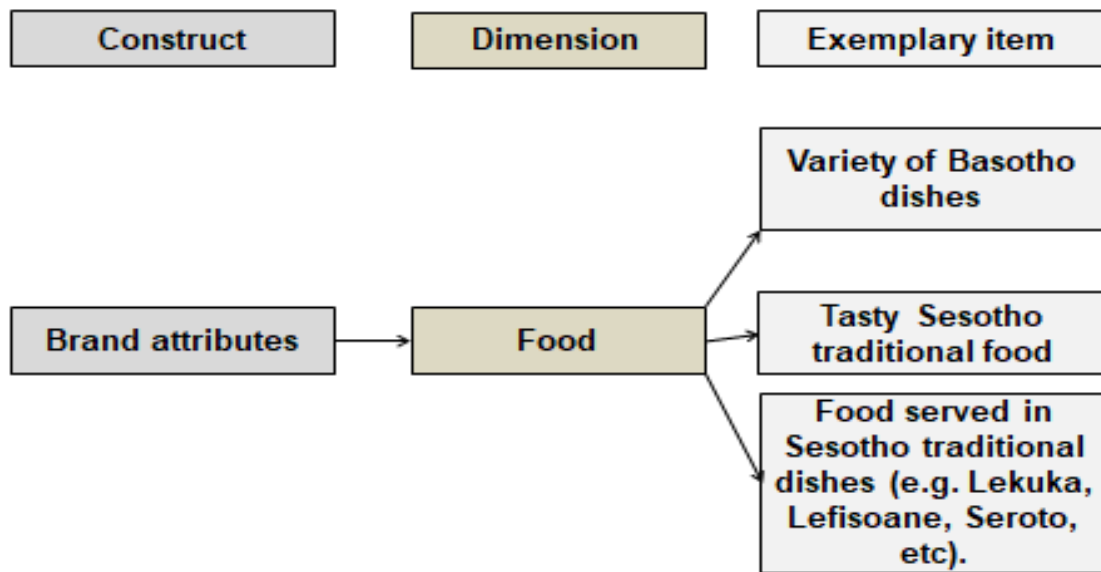 Construct
Dimension
Exemplary item
Variety of Basotho
dishes
Brand attributes
Food
Tasty Sesotho
traditional food
Food served in
Sesotho traditional
dishes (e.g. Lekuka,
Lefisoane, Seroto,
etc).